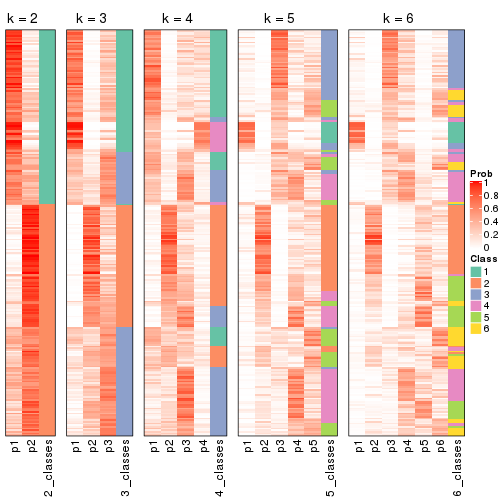 k = 2
k = 3
k = 4
k = 5
k = 6
p1
p2
2_classes
p1
p2
p3
3_classes
p1
p2
p3
p4
4_classes
p1
p2
p3
p4
p5
5_classes
p1
p2
p3
p4
p5
p6
6_classes
Prob
1
0.8
0.6
0.4
0.2
0
Class
1
2
3
4
5
6